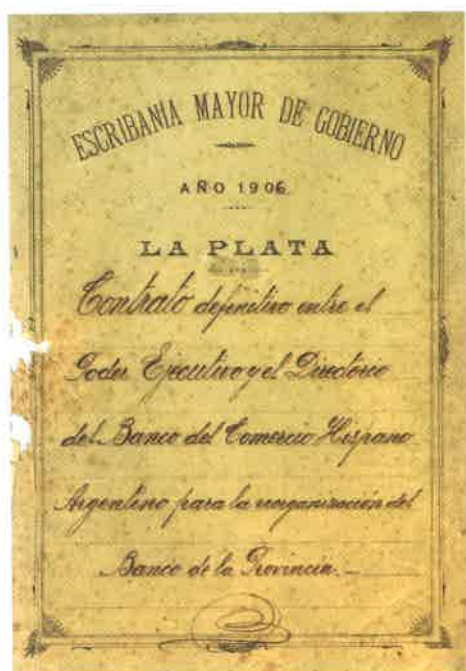 ESCRIBANIA MAYOR DE GOBIERNO
AÑO 1906.
LA PLATA
Contrato definitivo entre el
Poder Ejecutivo y el Directorio
del Banco del Comercio Hispano
Argentino para la reorganización del
Banco de la Provincia.—